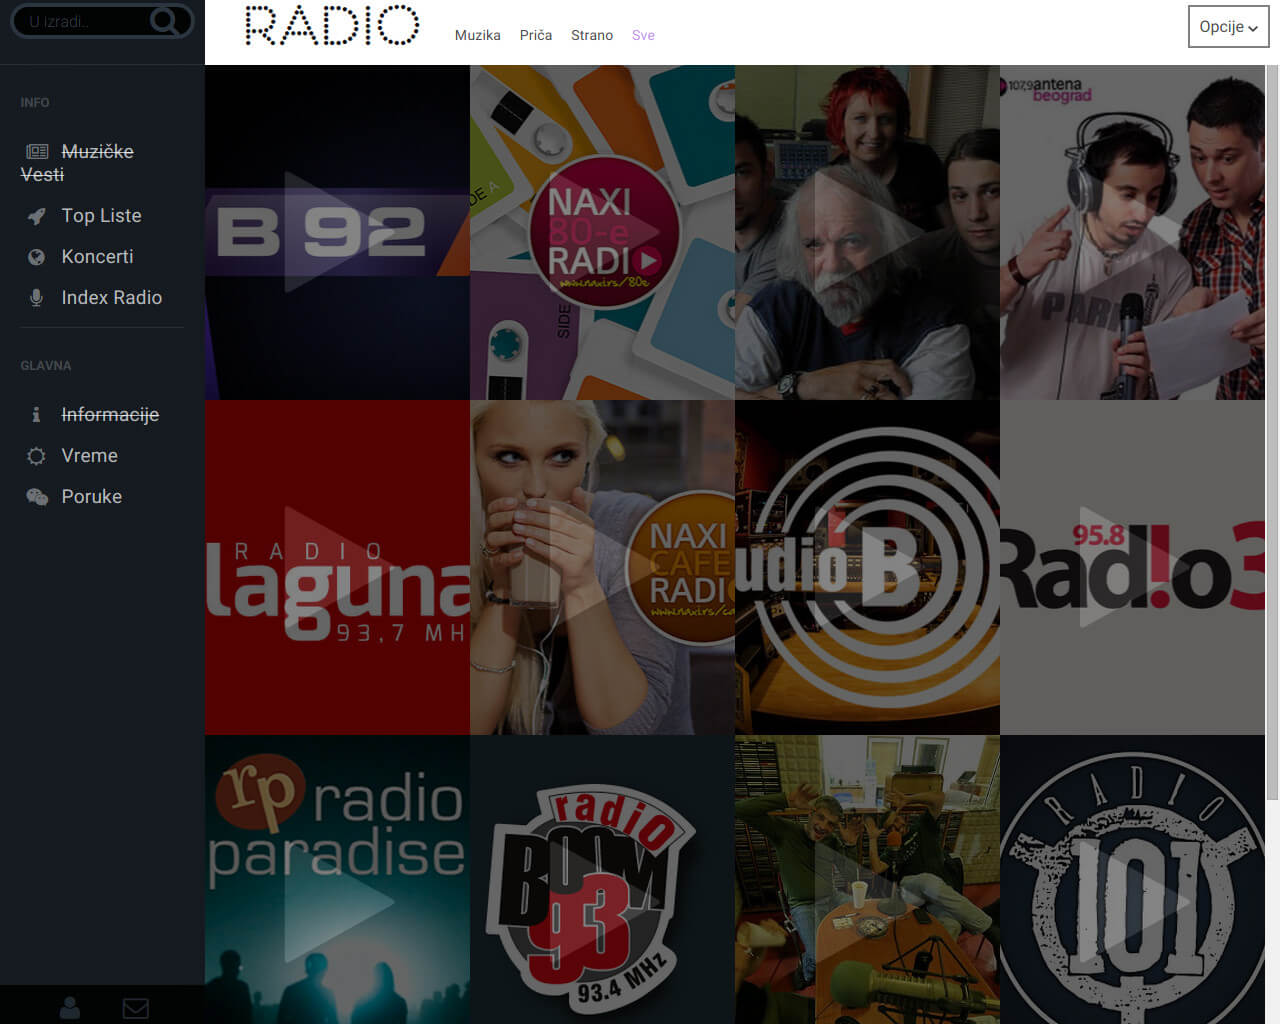 U izradi..
RADIO
Muzika Priča Strano Sve
Opcije
INFO
Muzičke
Vesti
Top Liste
Koncerti
Index Radio
GLAVNA
Informacije
Vreme
Poruke
B92
SIDE A
SIDE
NAXI
80-e
RADI
www.naxi.rs/80e
107,9 antena
beograd
PARI
RADIO
laguna
93,7 MH
NAXI
CAFE
RADI
www.naxi.rs/ca
udio B
95.8
Rad!o 3
rp radio
paradise
radio
BOOM
93
93.4 MHz
RADIO
101